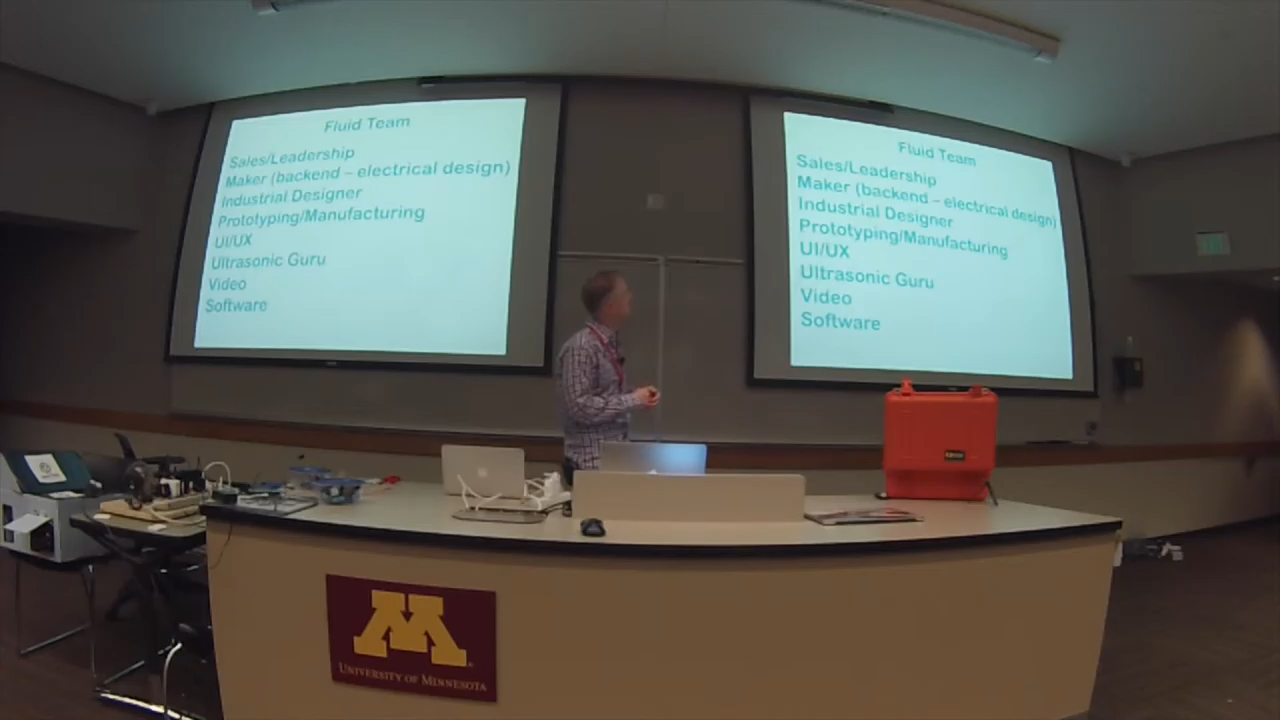 Fluid Team
Sales/Leadership
Maker (backend – electrical design)
Industrial Designer
Prototyping/Manufacturing
UI/UX
Ultrasonic Guru
Video
Software
Fluid Team
Sales/Leadership
Maker (backend – electrical design)
Industrial Designer
Prototyping/Manufacturing
UI/UX
Ultrasonic Guru
Video
Software
M
UNIVERSITY OF MINNESOTA